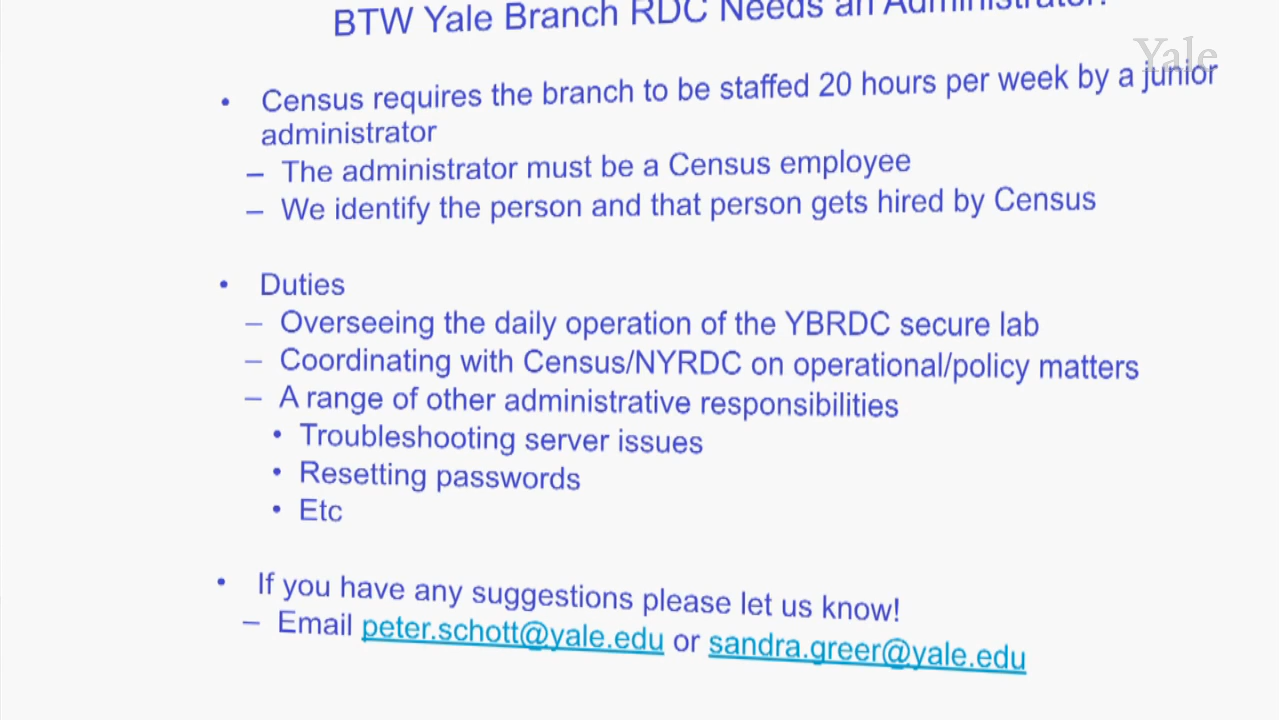 BTW Yale Branch RDC Needs an Administrator!
Yale
• Census requires the branch to be staffed 20 hours per week by a junior
administrator
– The administrator must be a Census employee
– We identify the person and that person gets hired by Census
• Duties
– Overseeing the daily operation of the YBRDC secure lab
– Coordinating with Census/NYRDC on operational/policy matters
– A range of other administrative responsibilities
• Troubleshooting server issues
• Resetting passwords
• Etc
• If you have any suggestions please let us know!
– Email peter.schott@yale.edu or sandra.greer@yale.edu